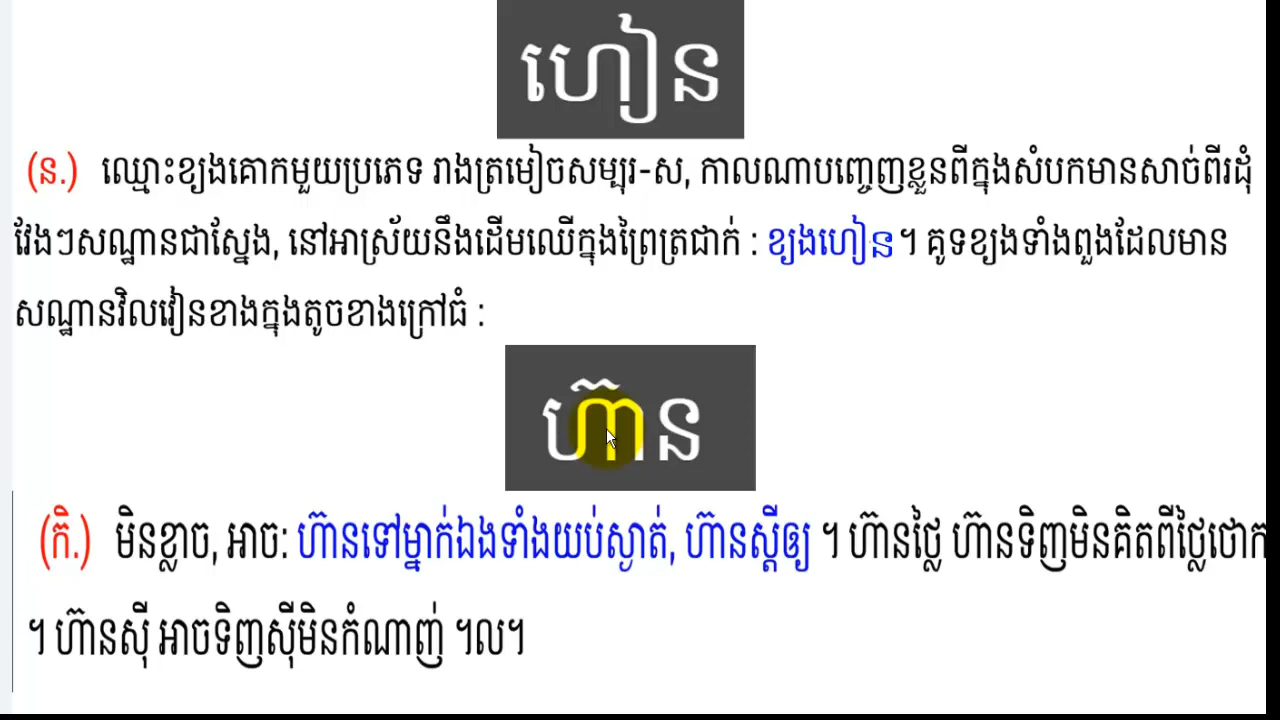 ហៀន
(ន.) ឈ្មោះខ្យងគោកមួយប្រភេទ រាងត្រមៀចសម្បុរ-ស, កាលណាបញ្ចេញខ្លួនពីក្នុងសំបកមានសាច់ពីរដុំ
វែងៗសណ្ឋានជាស្នែង, នៅអាស្រ័យនឹងដើមឈើក្នុងព្រៃត្រជាក់ : ខ្យងហៀន។ គូទខ្យងទាំងពួងដែលមាន
សណ្ឋានវិលវៀនខាងក្នុងតូចខាងក្រៅធំ :
ហ៊ាន
(កិ.) មិនខ្លាច, អាច: ហ៊ានទៅម្នាក់ឯងទាំងយប់ស្ងាត់, ហ៊ានស្ដីឲ្យ ។ ហ៊ានថ្លៃ ហ៊ានទិញមិនគិតពីថ្លៃថោក
។ ហ៊ានស៊ី អាចទិញស៊ីមិនកំណាញ់ ។ល។